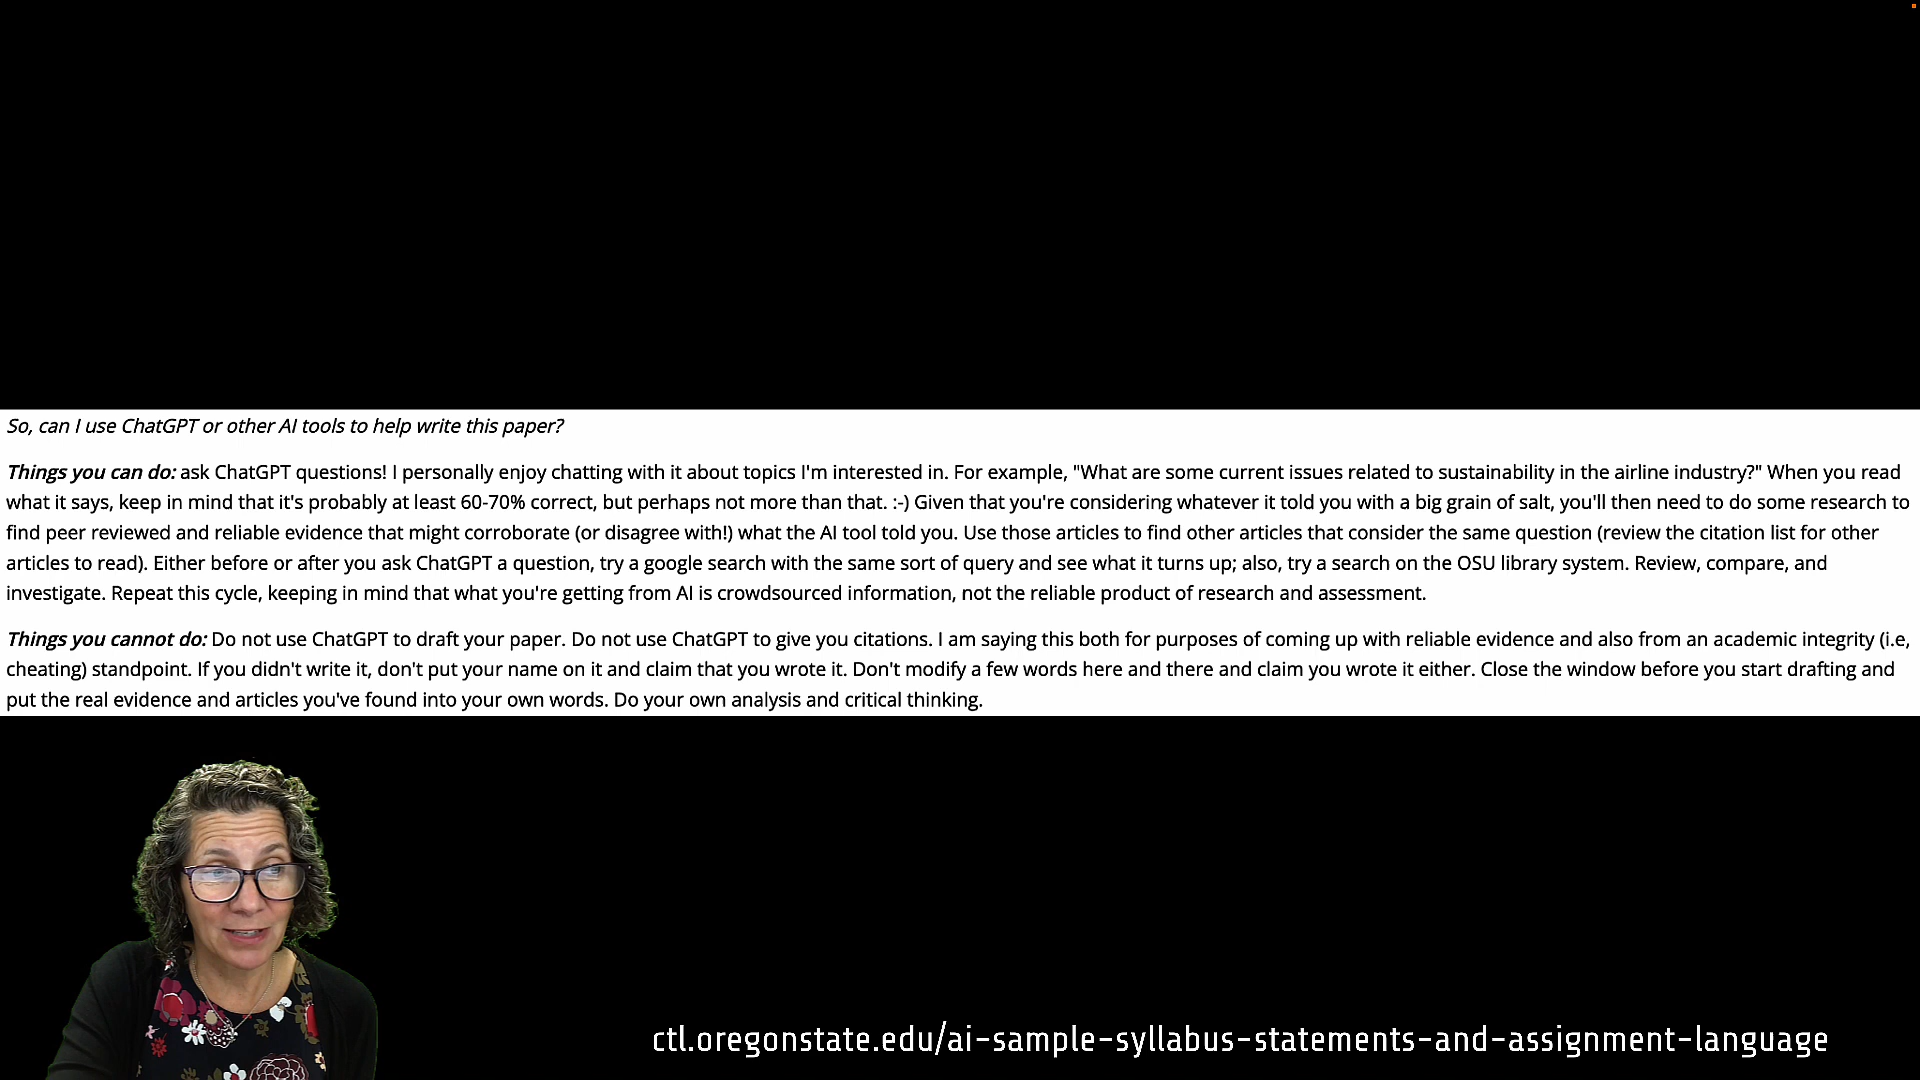 So, can I use ChatGPT or other AI tools to help write this paper?
Things you can do: ask ChatGPT questions! I personally enjoy chatting with it about topics I'm interested in. For example, "What are some current issues related to sustainability in the airline industry?" When you read
what it says, keep in mind that it's probably at least 60-70% correct, but perhaps not more than that. :-) Given that you're considering whatever it told you with a big grain of salt, you'll then need to do some research to
find peer reviewed and reliable evidence that might corroborate (or disagree with!) what the AI tool told you. Use those articles to find other articles that consider the same question (review the citation list for other
articles to read). Either before or after you ask ChatGPT a question, try a google search with the same sort of query and see what it turns up; also, try a search on the OSU library system. Review, compare, and
investigate. Repeat this cycle, keeping in mind that what you're getting from AI is crowdsourced information, not the reliable product of research and assessment.
Things you cannot do: Do not use ChatGPT to draft your paper. Do not use ChatGPT to give you citations. I am saying this both for purposes of coming up with reliable evidence and also from an academic integrity (i.e,
cheating) standpoint. If you didn't write it, don't put your name on it and claim that you wrote it. Don't modify a few words here and there and claim you wrote it either. Close the window before you start drafting and
put the real evidence and articles you've found into your own words. Do your own analysis and critical thinking.
ctl.oregonstate.edu/ai-sample-syllabus-statements-and-assignment-language